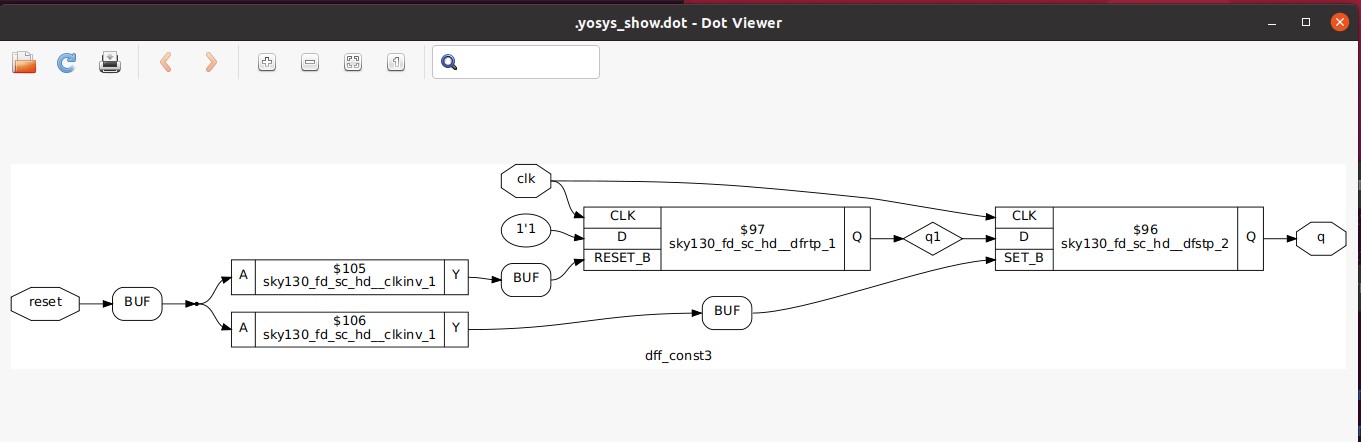 .yosys_show.dot - Dot Viewer
1
clk
CLK
D
RESET_B
$97
sky130_fd_sc_hd__dfrtp_1
Q
1'1
q1
CLK
D
SET_B
$96
sky130_fd_sc_hd__dfstp_2
Q
q
A
$105
sky130_fd_sc_hd__clkinv_1
Y
BUF
reset
BUF
A
$106
sky130_fd_sc_hd__clkinv_1
Y
BUF
dff_const3